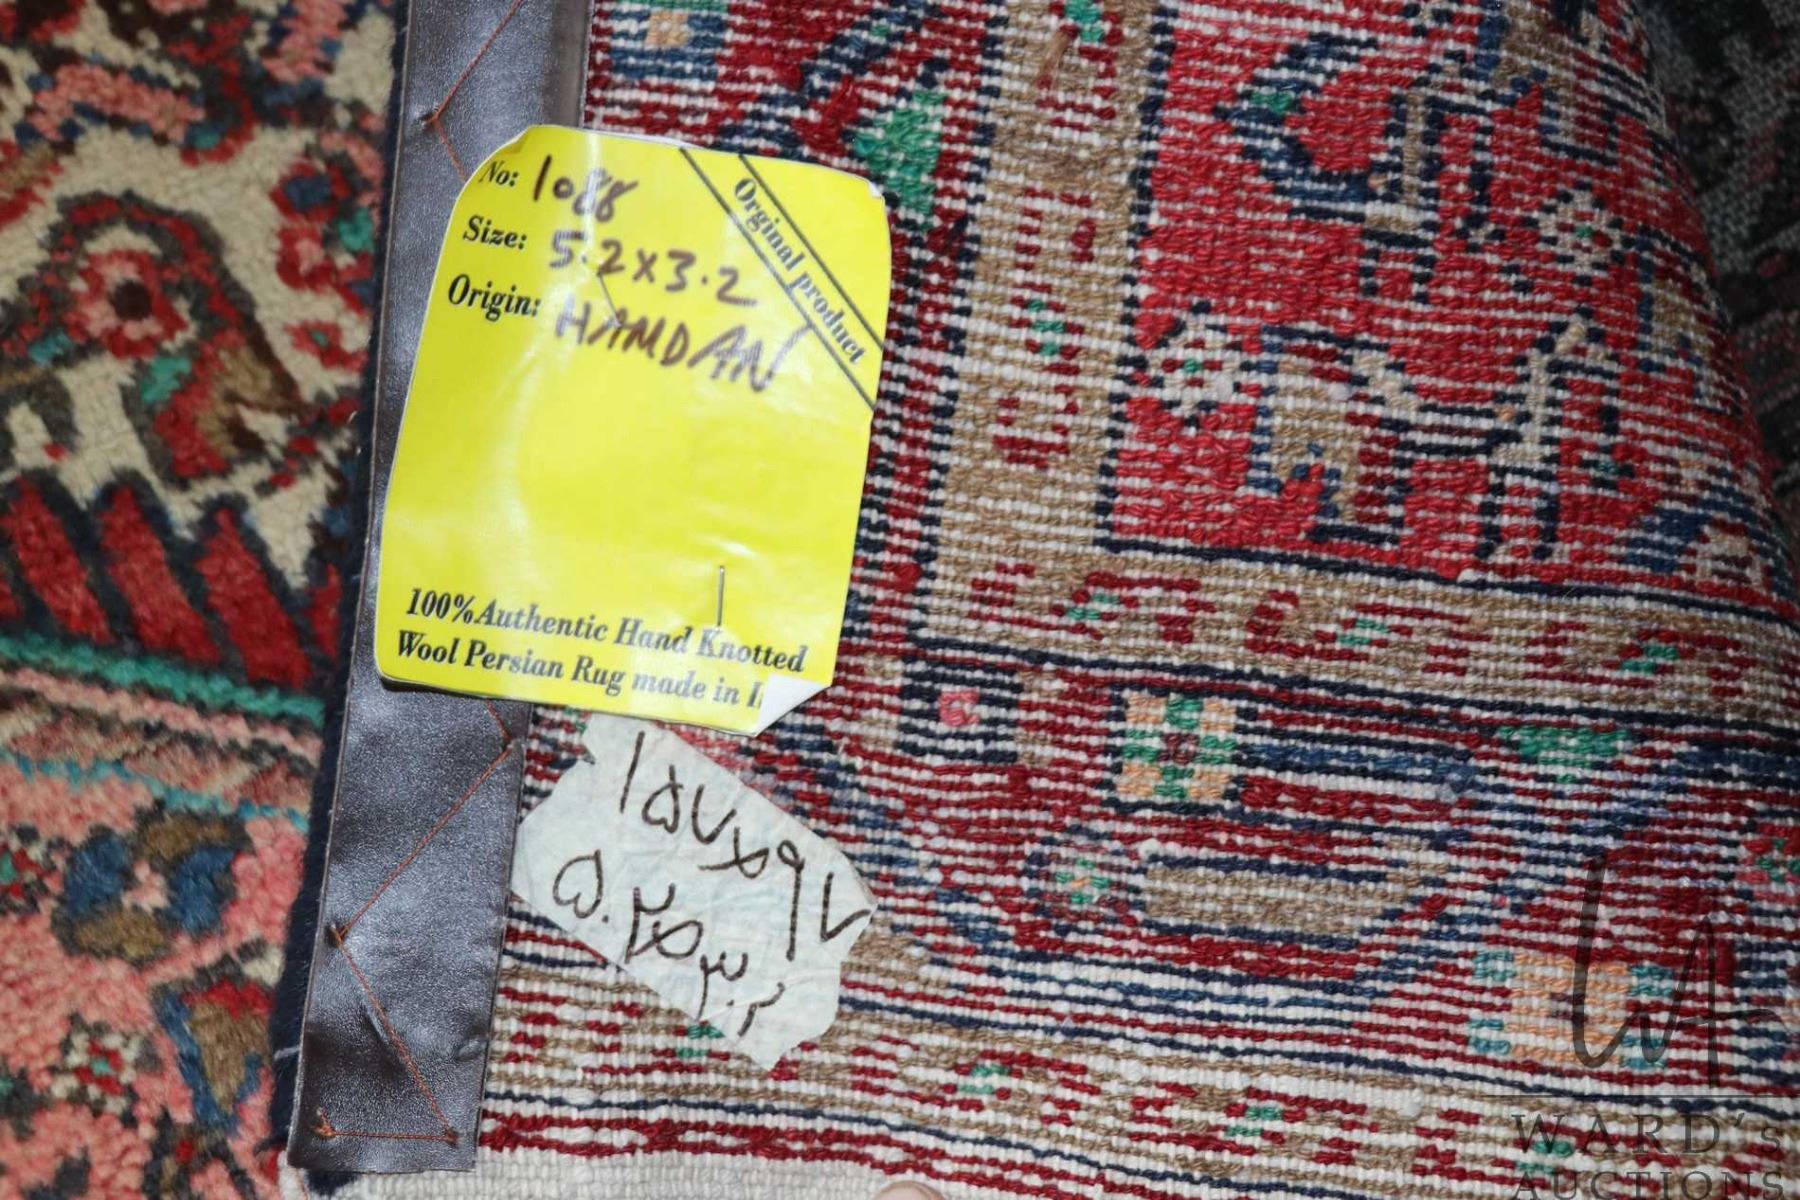 No: 1088
Size: 5.2x3.2
Origin: HAMDAN
Orginal product
100% Authentic Hand Knotted
Wool Persian Rug made in I
۱۵۷x۹۷
۵.۲x۳.۲
WA
WARD's
AUCTIONS